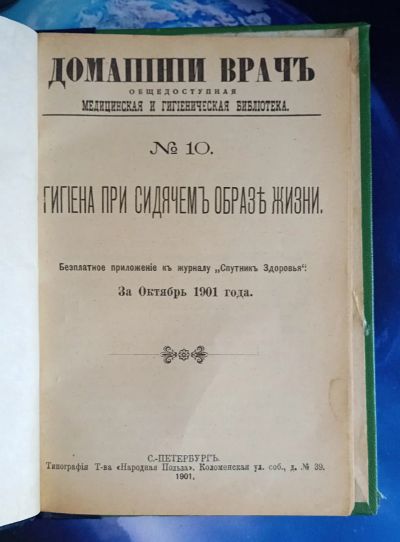 ДОМАШНІЙ ВРАЧЪ
ОБЩЕДОСТУПНАЯ
МЕДИЦИНСКАЯ И ГИГІЕНИЧЕСКАЯ БИБЛІОТЕКА.
№ 10.
ГИГІЕНА ПРИ СИДЯЧЕМЪ ОБРАЗѢ ЖИЗНИ.
Безплатное приложеніе къ журналу „Спутникъ Здоровья“:
За Октябрь 1901 года.
С.-ПЕТЕРБУРГЪ.
Типографія Т-ва «Народная Польза». Коломенская ул. соб., д. № 39.
1901.